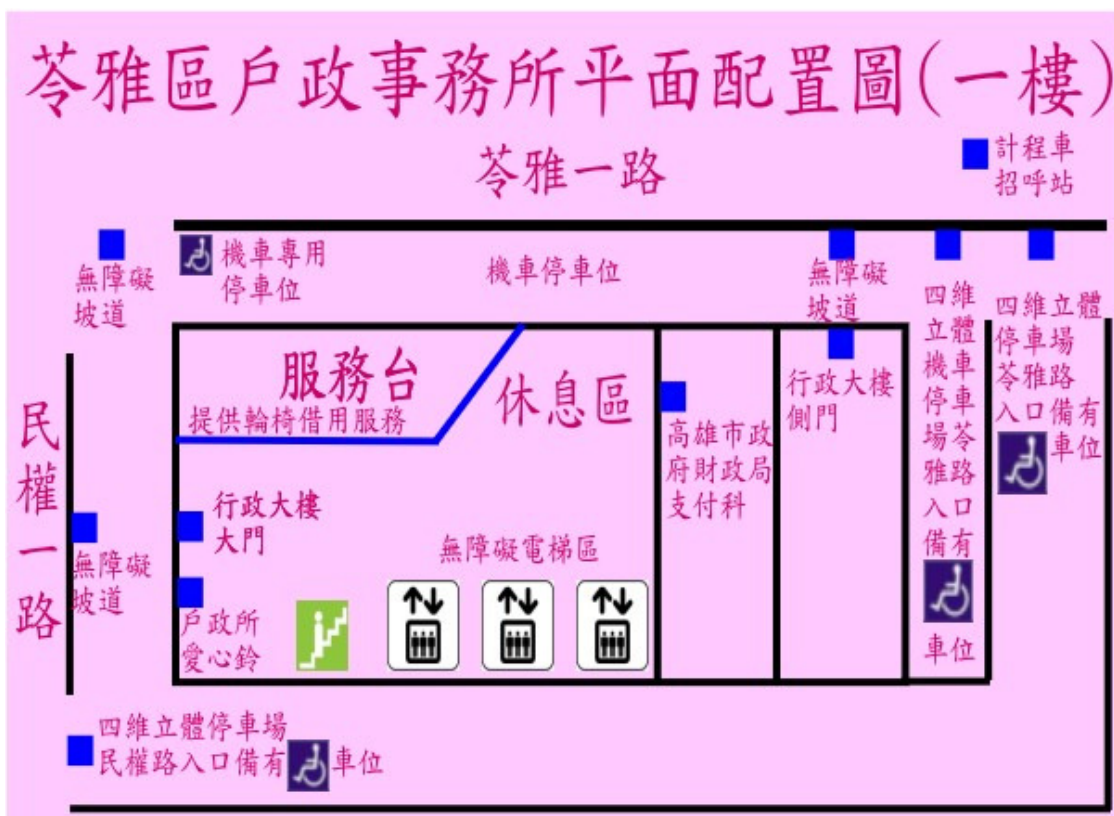 苓雅區戶政事務所平面配置圖(一樓)
苓雅一路
計程車
招呼站
無障礙
坡道
機車專用
停車位
機車停車位
無障礙
坡道
四維
立體
機車
停車
場苓
雅路
入口
備有
車位
四維立體
停車場
苓雅路
入口備有
車位
民權一路
服務台
提供輪椅借用服務
休息區
高雄市政
府財政局
支付科
行政大樓
側門
行政大樓
大門
無障礙
坡道
無障礙電梯區
戶政所
愛心鈴
四維立體停車場
民權路入口備有車位